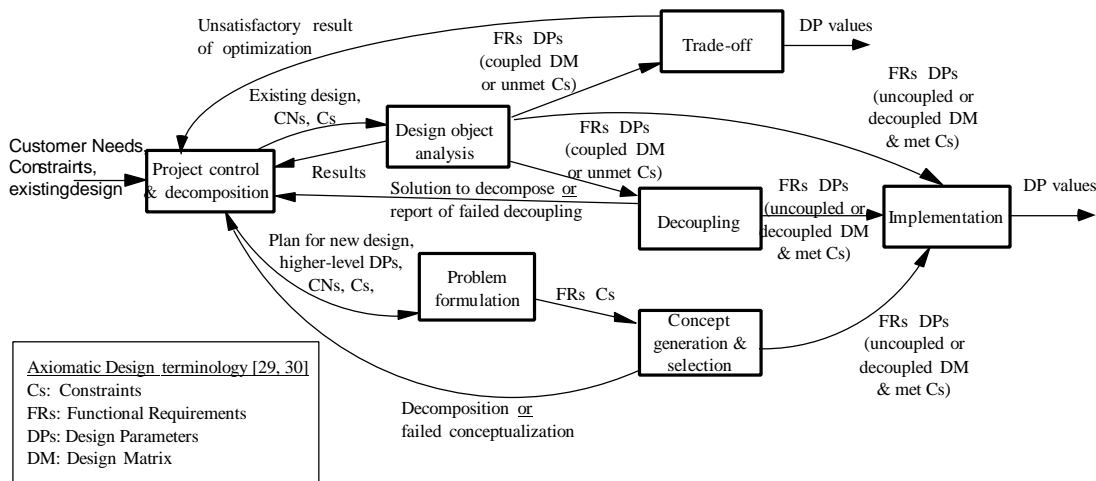 Unsatisfactory result
of optimization
FRs DPs
(coupled DM
or unmet Cs)
Trade-off
DP values
FRs DPs
(uncoupled or
decoupled DM
& met Cs)
Existing design,
CNs, Cs
Design object
analysis
FRs DPs
(coupled DM
or unmet Cs)
Customer Needs,
Constraints,
existingdesign
Project control
& decomposition
Results
Solution to decompose or
report of failed decoupling
Decoupling
FRs DPs
(uncoupled or
decoupled DM
& met Cs)
Implementation
DP values
Plan for new design,
higher-level DPs,
CNs, Cs,
Problem
formulation
FRs Cs
Concept
generation &
selection
FRs DPs
(uncoupled or
decoupled DM
& met Cs)
Decomposition or
failed conceptualization
Axiomatic Design terminology [29, 30]
Cs: Constraints
FRs: Functional Requirements
DPs: Design Parameters
DM: Design Matrix